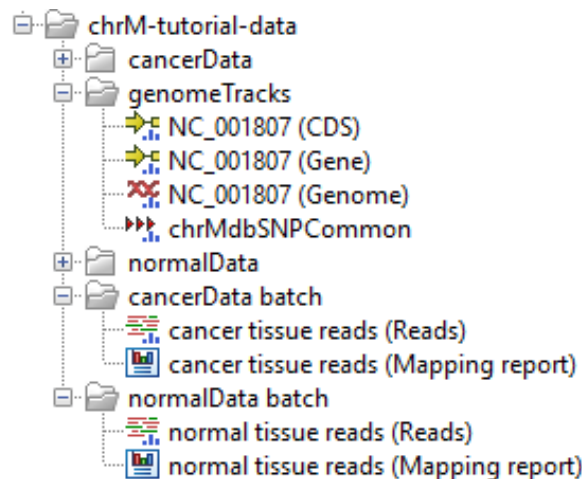 chrM-tutorial-data
cancerData
genomeTracks
NC_001807 (CDS)
NC_001807 (Gene)
NC_001807 (Genome)
chrMdbSNPCommon
normalData
cancerData batch
cancer tissue reads (Reads)
cancer tissue reads (Mapping report)
normalData batch
normal tissue reads (Reads)
normal tissue reads (Mapping report)